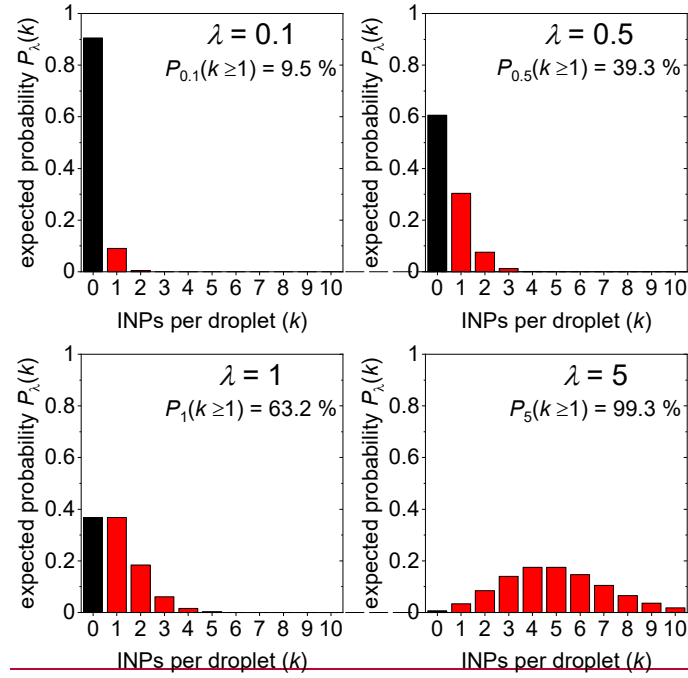 λ = 0.1
P0.1(k ≥1) = 9.5 %
expected probability Pλ(k)
1
0.8
0.6
0.4
0.2
0
0 1 2 3 4 5 6 7 8 9 10
INPs per droplet (k)
λ = 0.5
P0.5(k ≥1) = 39.3 %
expected probability Pλ(k)
1
0.8
0.6
0.4
0.2
0
0 1 2 3 4 5 6 7 8 9 10
INPs per droplet (k)
λ = 1
P1(k ≥1) = 63.2 %
expected probability Pλ(k)
1
0.8
0.6
0.4
0.2
0
0 1 2 3 4 5 6 7 8 9 10
INPs per droplet (k)
λ = 5
P5(k ≥1) = 99.3 %
expected probability Pλ(k)
1
0.8
0.6
0.4
0.2
0
0 1 2 3 4 5 6 7 8 9 10
INPs per droplet (k)